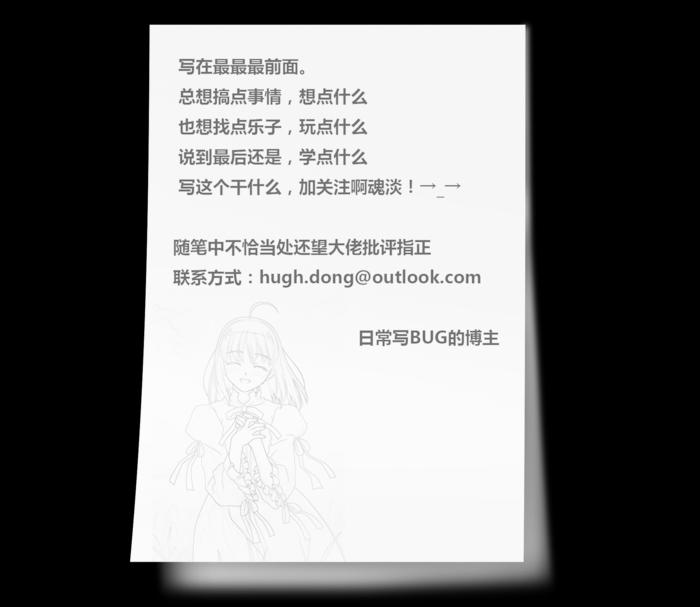 写在最最最前面。
总想搞点事情，想点什么
也想找点乐子，玩点什么
说到最后还是，学点什么
写这个干什么，加关注啊魂淡！→_→
随笔中不恰当处还望大佬批评指正
联系方式：hugh.dong@outlook.com
日常写BUG的博主